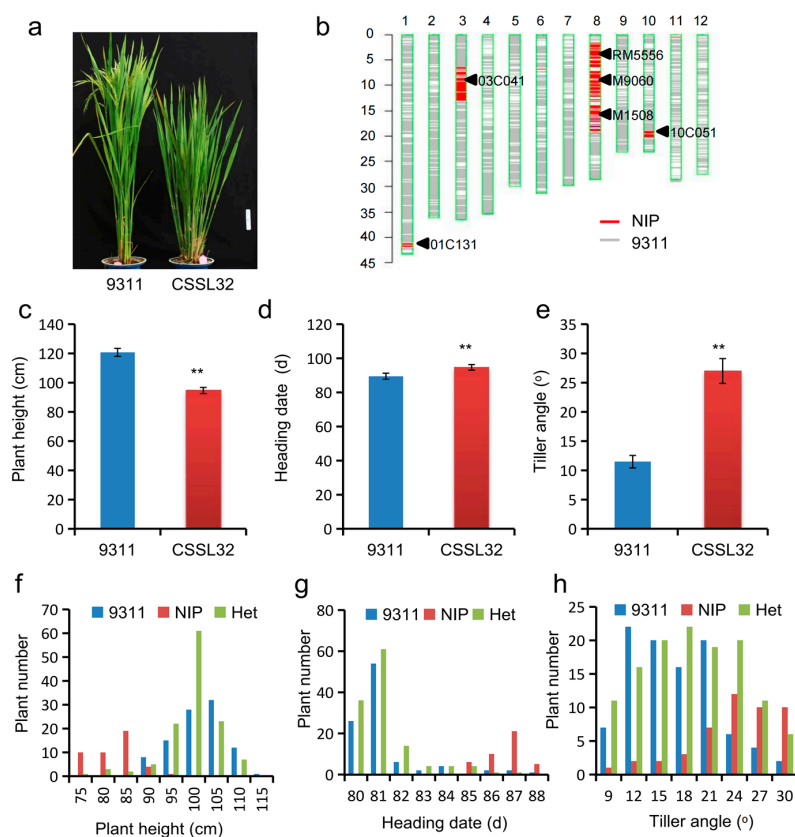 a
9311 CSSL32
b
1 2 3 4 5 6 7 8 9 10 11 12
0
5
10
15
20
25
30
35
40
45
RM5556
03C041
M9060
M1508
10C051
01C131
NIP
9311
c
Plant height (cm)
140
120
100
80
60
40
20
0
**
9311 CSSL32
d
Heading date (d)
120
100
80
60
40
20
0
**
9311 CSSL32
e
Tiller angle (º)
35
30
25
20
15
10
5
0
**
9311 CSSL32
f
9311 NIP Het
Plant number
70
60
50
40
30
20
10
0
75 80 85 90 95 100 105 110 115
Plant height (cm)
g
9311 NIP Het
Plant number
80
60
40
20
0
80 81 82 83 84 85 86 87 88
Heading date (d)
h
9311 NIP Het
Plant number
25
20
15
10
5
0
9 12 15 18 21 24 27 30
Tiller angle (º)